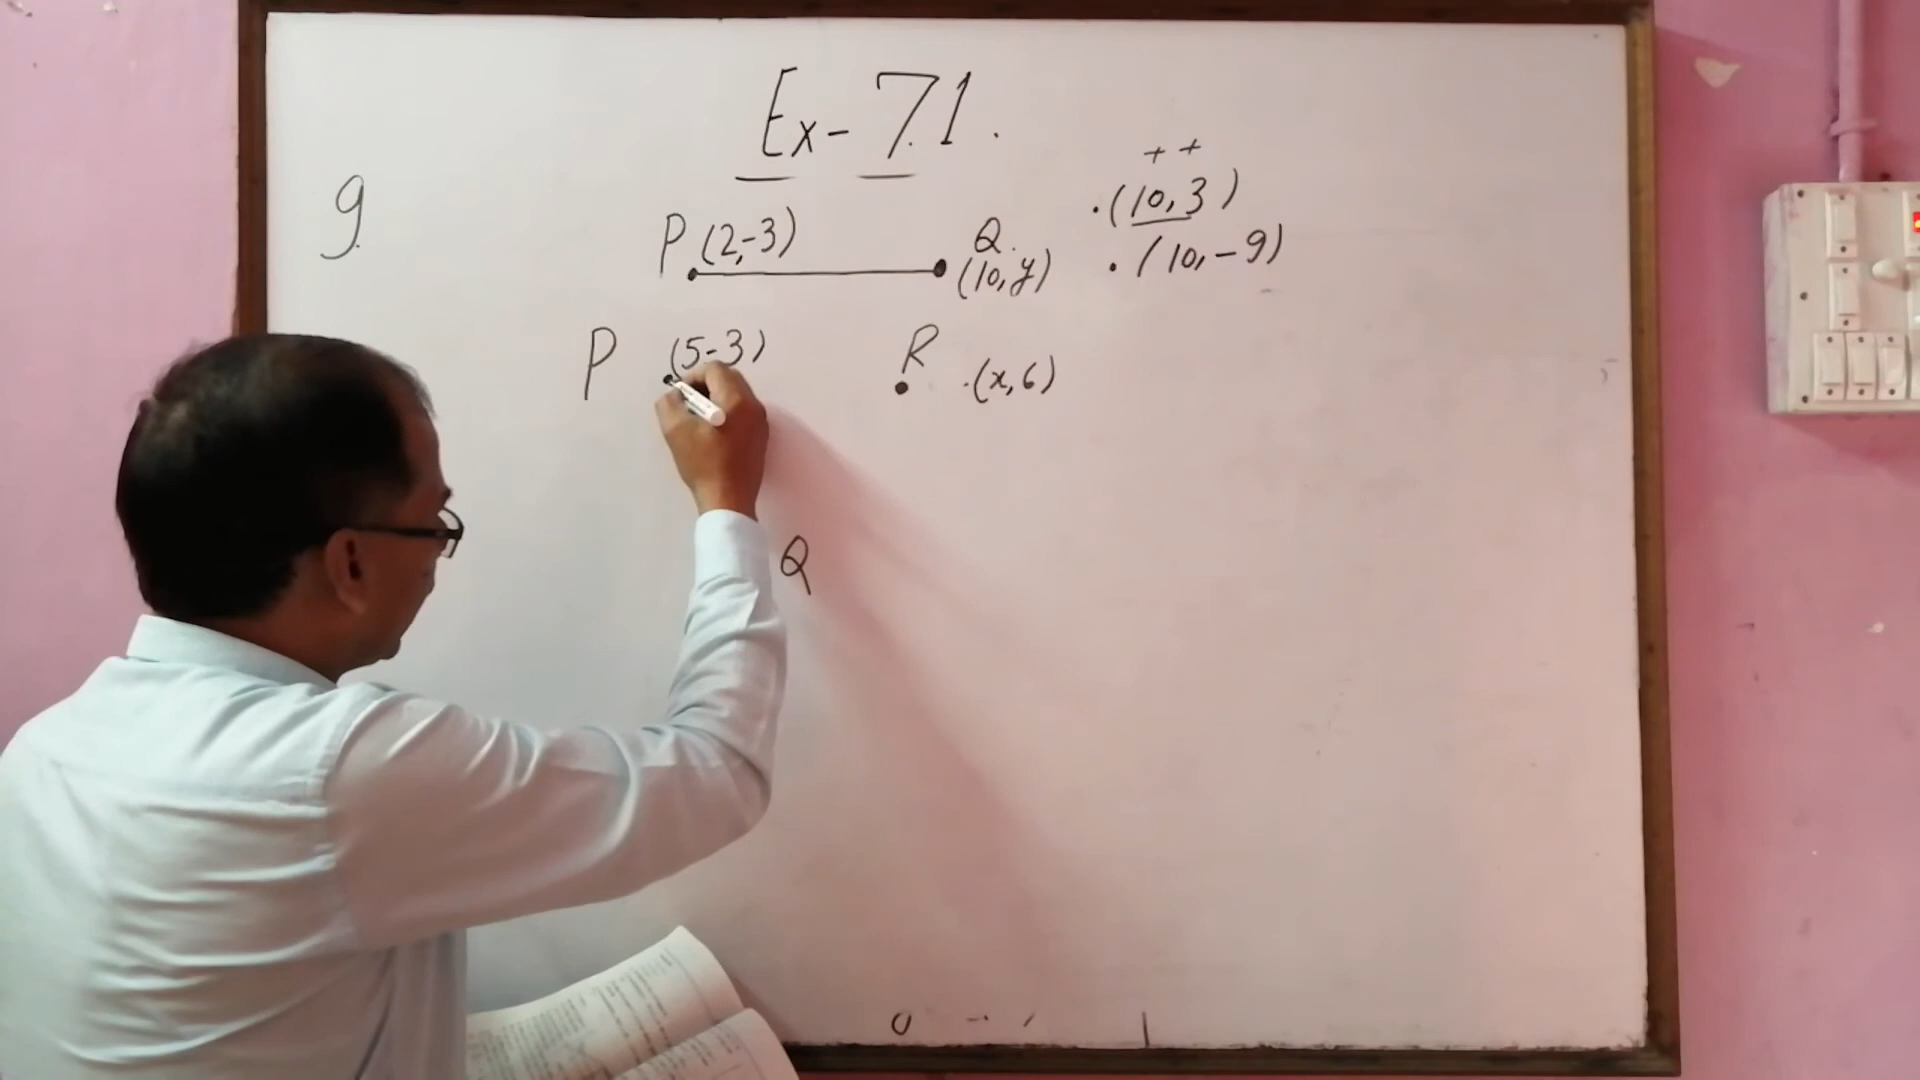 Ex- 7.1.
9.
P (2,-3) Q. (10,y)
.(10,3) + +
.(10,-9)
P (5-3) R .(x,6)
Q